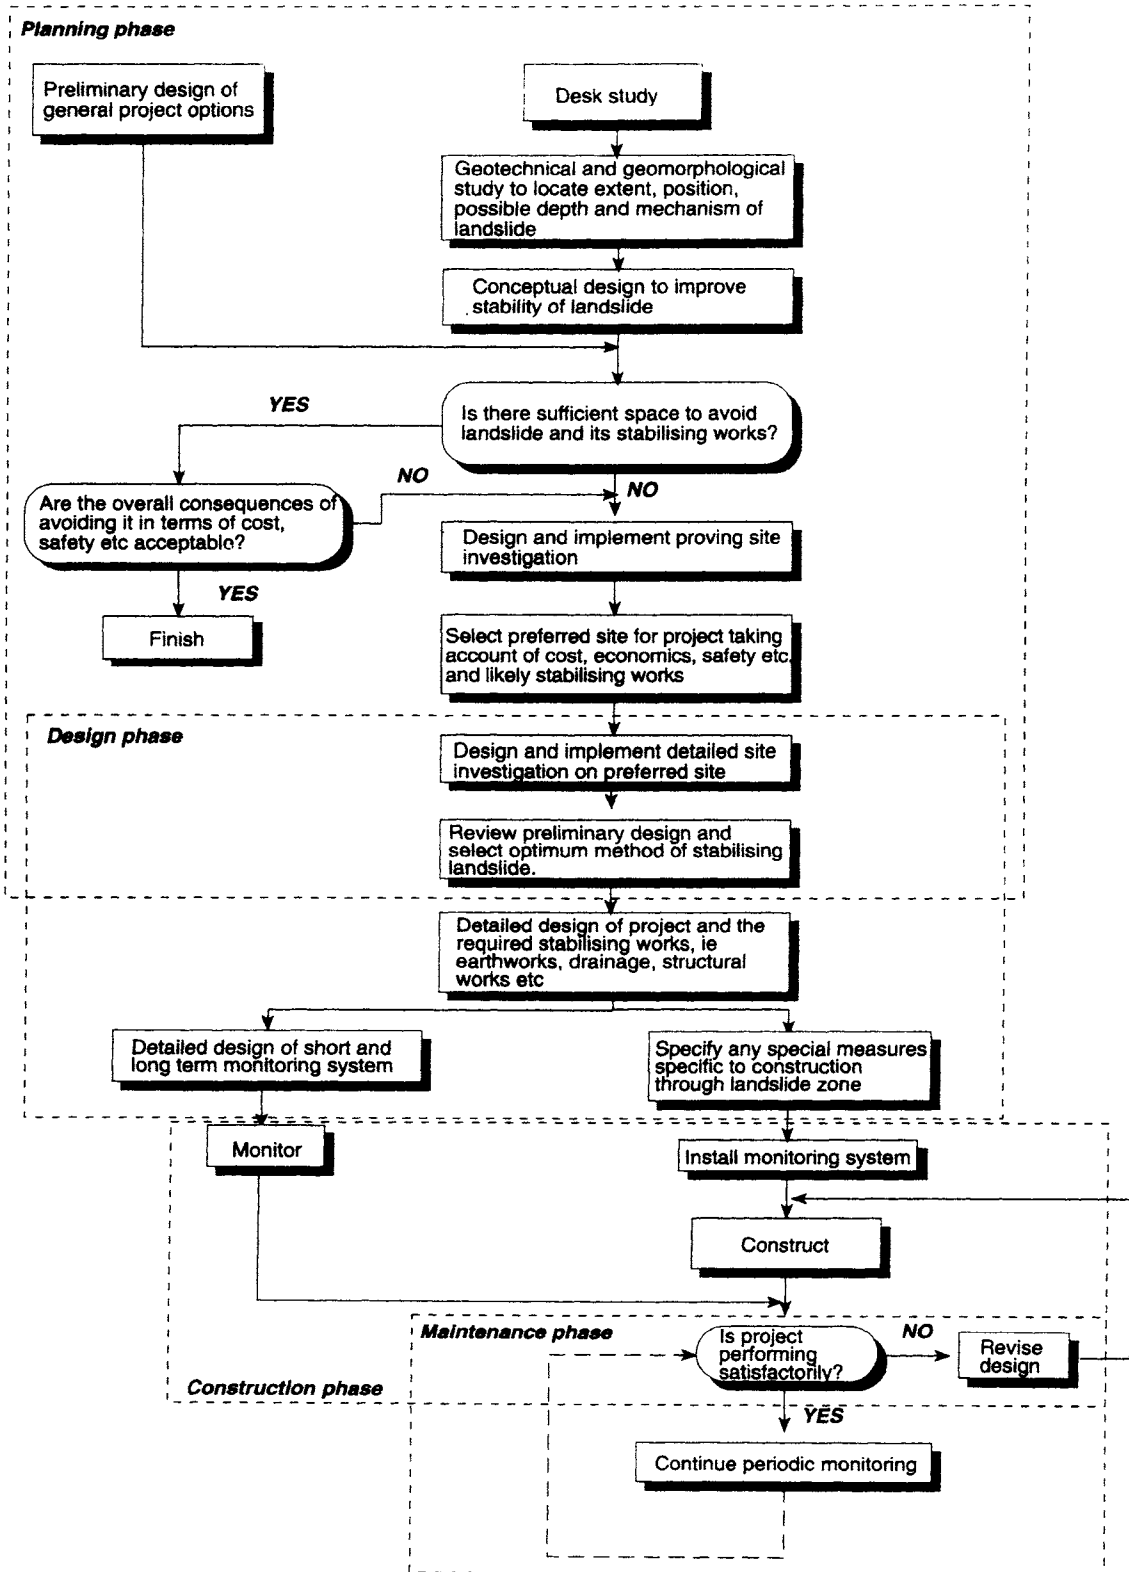 Planning phase
Preliminary design of
general project options
Desk study
Geotechnical and geomorphological
study to locate extent, position,
possible depth and mechanism of
landslide
Conceptual design to improve
stability of landslide
YES
Is there sufficient space to avoid
landslide and its stabilising works?
NO
NO
Are the overall consequences of
avoiding it in terms of cost,
safety etc acceptable?
YES
Finish
Design and implement proving site
investigation
Select preferred site for project taking
account of cost, economics, safety etc.
and likely stabilising works
Design phase
Design and implement detailed site
investigation on preferred site
Review preliminary design and
select optimum method of stabilising
landslide.
Detailed design of project and the
required stabilising works, ie
earthworks, drainage, structural
works etc
Detailed design of short and
long term monitoring system
Specify any special measures
specific to construction
through landslide zone
Monitor
Install monitoring system
Construct
Maintenance phase
Is project
performing
satisfactorily?
NO
Revise
design
Construction phase
YES
Continue periodic monitoring